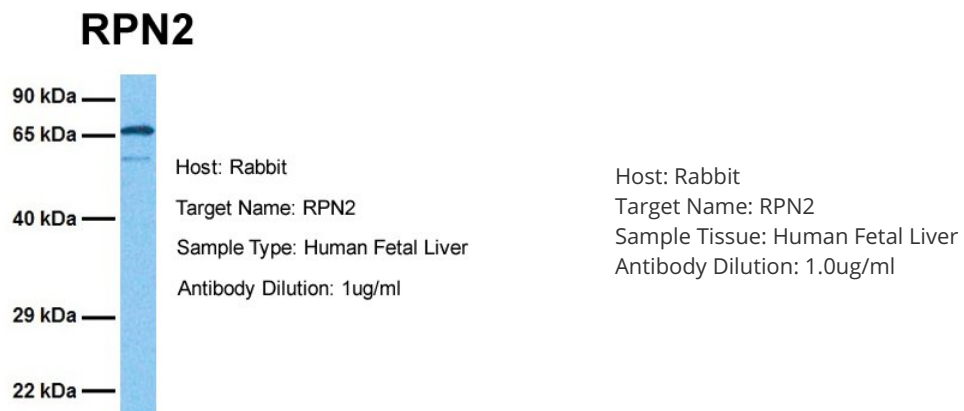 RPN2
90 kDa
65 kDa
40 kDa
29 kDa
22 kDa
Host: Rabbit
Target Name: RPN2
Sample Type: Human Fetal Liver
Antibody Dilution: 1ug/ml
Host: Rabbit
Target Name: RPN2
Sample Tissue: Human Fetal Liver
Antibody Dilution: 1.0ug/ml